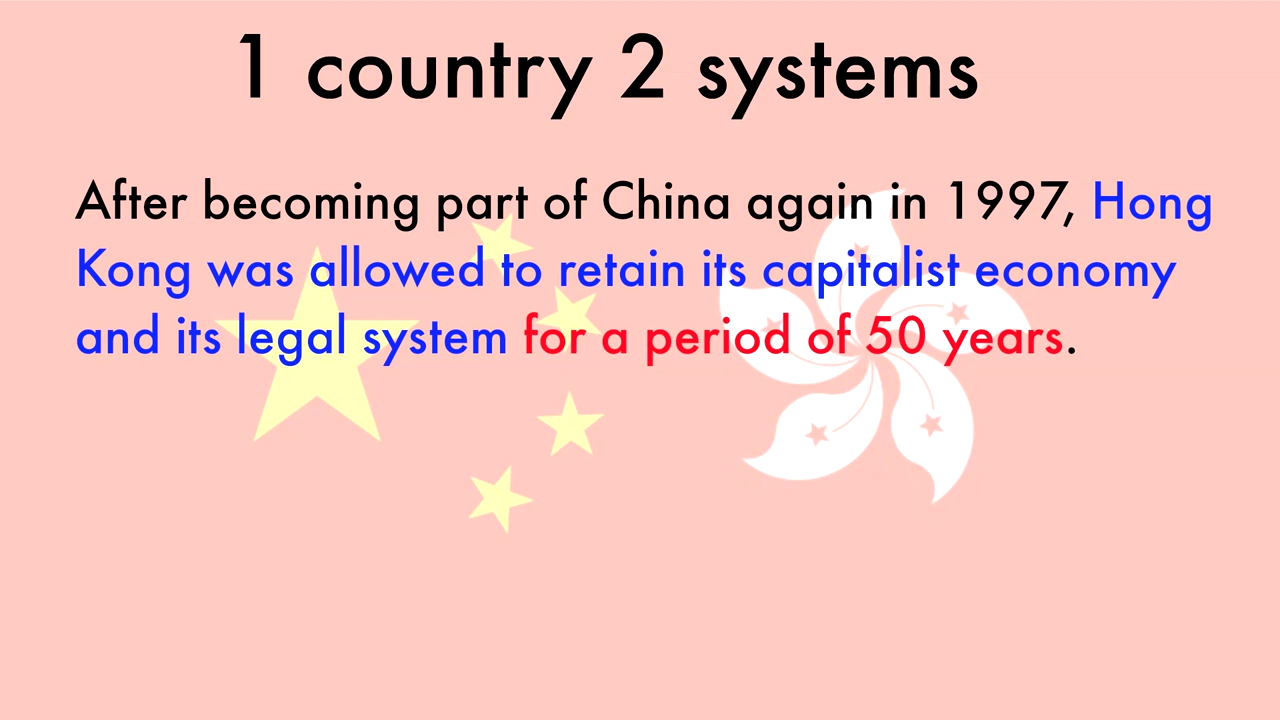 1 country 2 systems
After becoming part of China again in 1997, Hong
Kong was allowed to retain its capitalist economy
and its legal system for a period of 50 years.